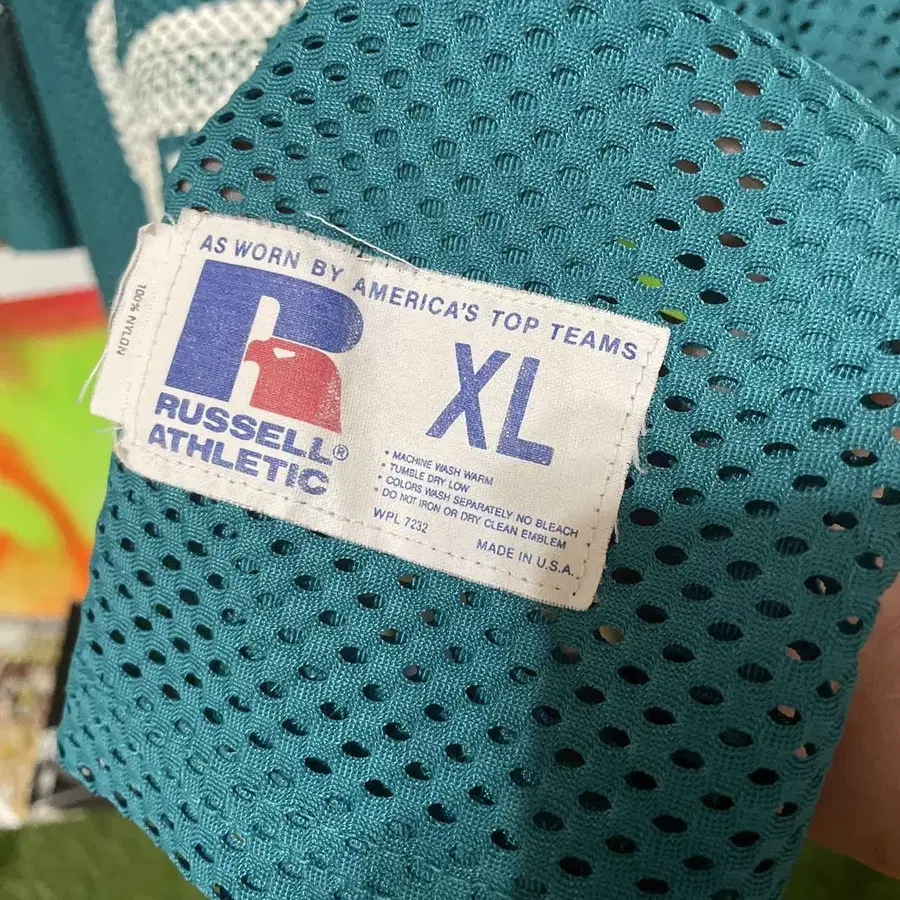 100% NYLON
AS WORN BY AMERICA'S TOP TEAMS
R
RUSSELL®
ATHLETIC
XL
• MACHINE WASH WARM
• TUMBLE DRY LOW
• COLORS WASH SEPARATELY NO BLEACH
• DO NOT IRON OR DRY CLEAN EMBLEM
WPL 7232
MADE IN U.S.A.